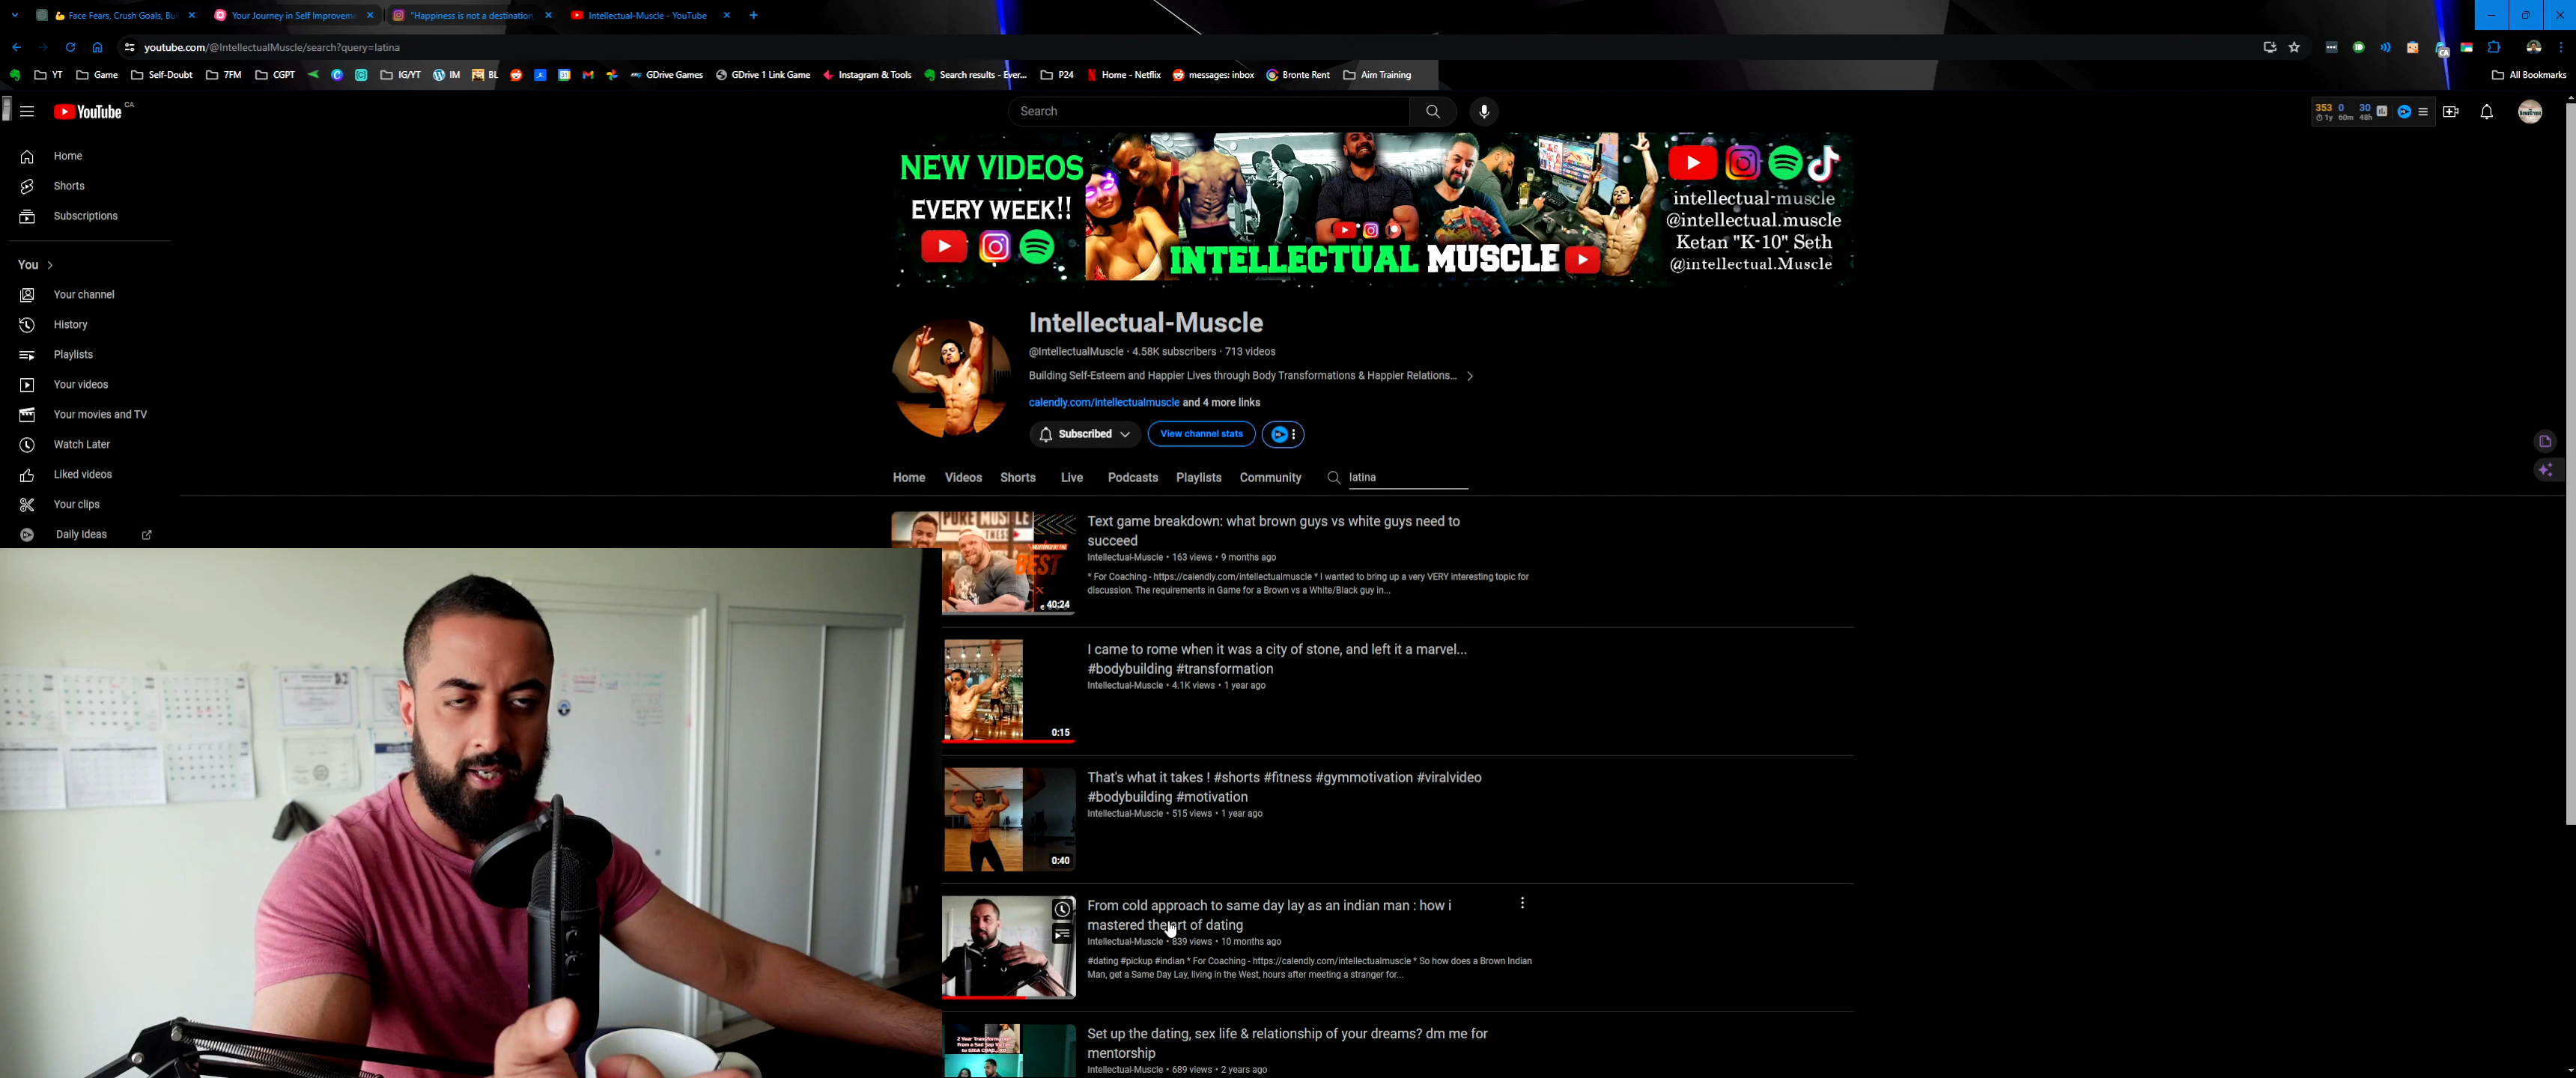 Face Fears, Crush Goals, Bu
Your Journey in Self Improveme
"Happiness is not a destination
Intellectual-Muscle - YouTube
youtube.com/@IntellectualMuscle/search?query=latina
YT
Game
Self-Doubt
7FM
CGPT
IG/YT
IM
BL
GDrive Games
GDrive 1 Link Game
Instagram & Tools
Search results - Ever...
P24
Home - Netflix
messages: inbox
Bronte Rent
Aim Training
All Bookmarks
YouTube CA
Search
353 0 30
1y 60m 48h
Home
Shorts
Subscriptions
You
Your channel
History
Playlists
Your videos
Your movies and TV
Watch Later
Liked videos
Your clips
Daily Ideas
NEW VIDEOS
EVERY WEEK!!
INTELLECTUAL MUSCLE
intellectual-muscle
@intellectual.muscle
Ketan "K-10" Seth
@intellectual.Muscle
Intellectual-Muscle
@IntellectualMuscle · 4.58K subscribers · 713 videos
Building Self-Esteem and Happier Lives through Body Transformations & Happier Relations...
calendly.com/intellectualmuscle and 4 more links
Subscribed
View channel stats
Home Videos Shorts Live Podcasts Playlists Community latina
PURE MUSCLE
FITNESS
BEST
40:24
Text game breakdown: what brown guys vs white guys need to
succeed
Intellectual-Muscle • 163 views • 9 months ago
* For Coaching - https://calendly.com/intellectualmuscle * I wanted to bring up a very VERY interesting topic for
discussion. The requirements in Game for a Brown vs a White/Black guy in...
0:15
I came to rome when it was a city of stone, and left it a marvel...
#bodybuilding #transformation
Intellectual-Muscle • 4.1K views • 1 year ago
0:40
That's what it takes ! #shorts #fitness #gymmotivation #viralvideo
#bodybuilding #motivation
Intellectual-Muscle • 515 views • 1 year ago
From cold approach to same day lay as an indian man : how i
mastered the art of dating
Intellectual-Muscle • 839 views • 10 months ago
#dating #pickup #indian * For Coaching - https://calendly.com/intellectualmuscle * So how does a Brown Indian
Man, get a Same Day Lay, living in the West, hours after meeting a stranger for...
Set up the dating, sex life & relationship of your dreams? dm me for
mentorship
Intellectual-Muscle • 689 views • 2 years ago